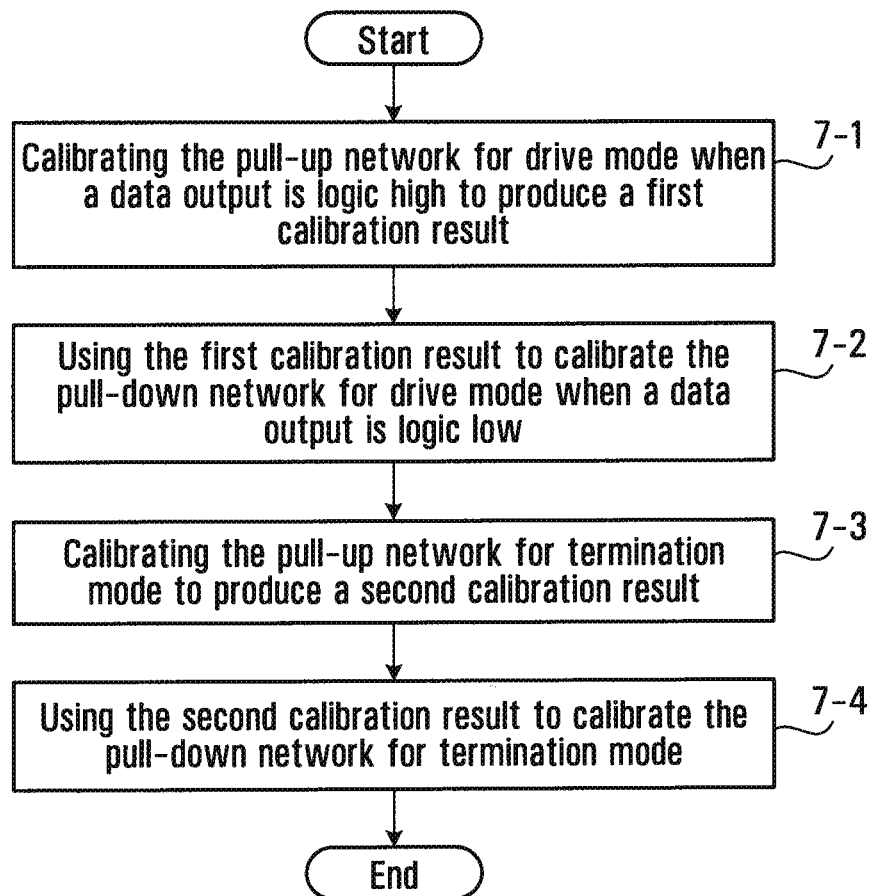 Start
7-1
Calibrating the pull-up network for drive mode when
a data output is logic high to produce a first
calibration result
7-2
Using the first calibration result to calibrate the
pull-down network for drive mode when a data
output is logic low
7-3
Calibrating the pull-up network for termination
mode to produce a second calibration result
7-4
Using the second calibration result to calibrate the
pull-down network for termination mode
End